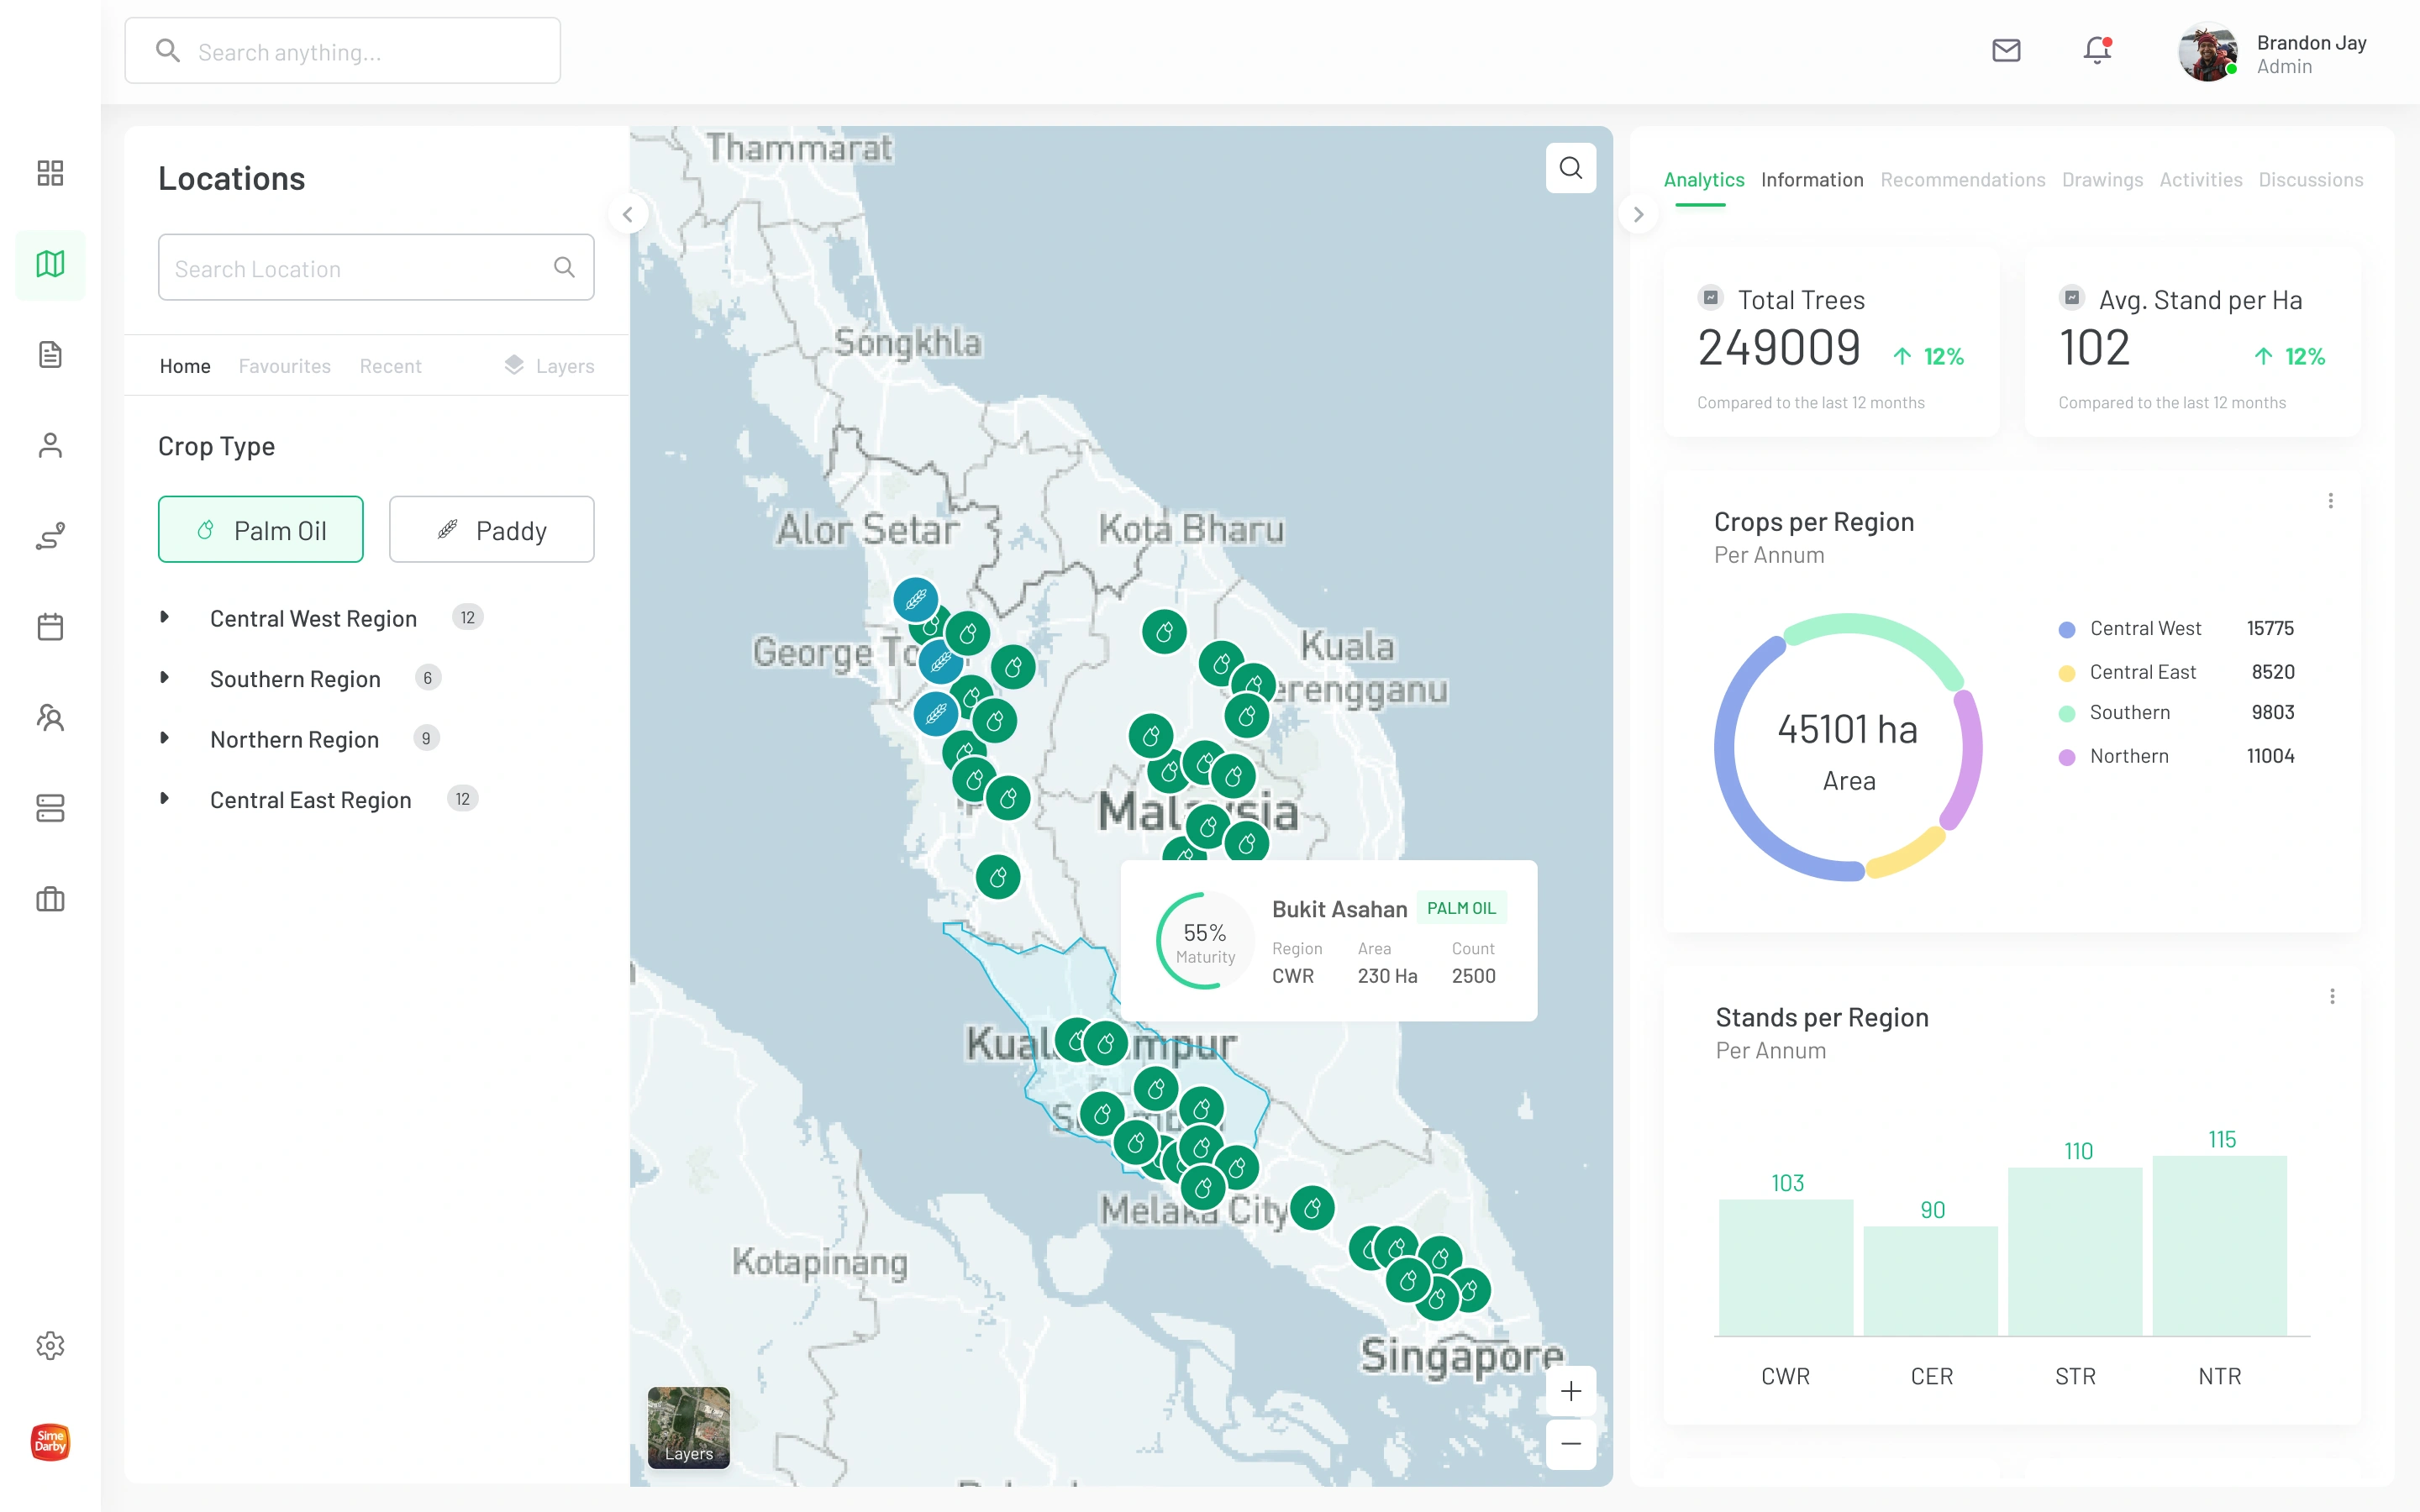 Search anything...
Brandon Jay
Admin
Locations
Search Location
Home Favourites Recent Layers
Crop Type
Palm Oil Paddy
Central West Region 12
Southern Region 6
Northern Region 9
Central East Region 12
Sime
Darby
Thammarat
Songkhla
Alor Setar
Kota Bharu
George
Kuala
erengganu
Malaysia
55%
Maturity
Bukit Asahan PALM OIL
Region Area Count
CWR 230 Ha 2500
Melaka City
Kotapinang
Singapore
Layers
Analytics Information Recommendations Drawings Activities Discussions
Total Trees
249009 12%
Compared to the last 12 months
Avg. Stand per Ha
102 12%
Compared to the last 12 months
Crops per Region
Per Annum
45101 ha
Area
Central West 15775
Central East 8520
Southern 9803
Northern 11004
Stands per Region
Per Annum
103
90
110
115
CWR CER STR NTR